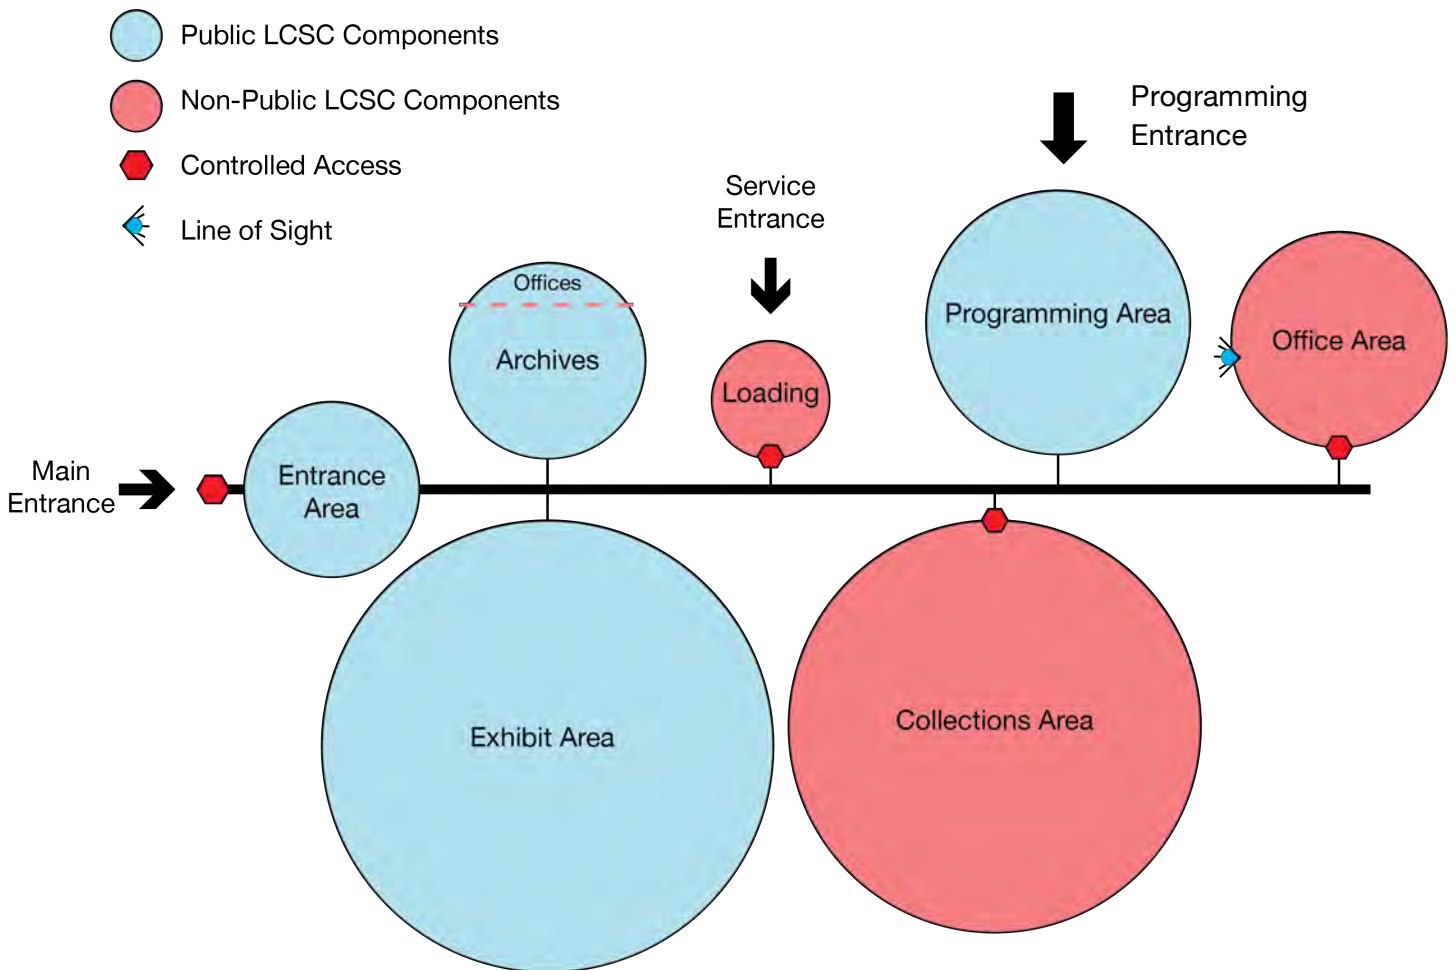 Public LCSC Components
Non-Public LCSC Components
Controlled Access
Line of Sight
Programming
Entrance
Service
Entrance
Offices
Archives
Loading
Programming Area
Office Area
Main
Entrance
Entrance
Area
Exhibit Area
Collections Area